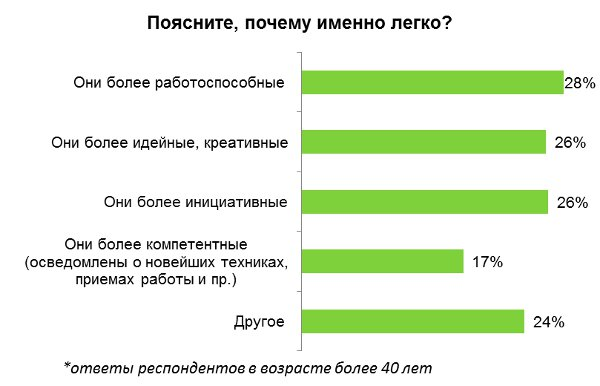 Поясните, почему именно легко?
Они более работоспособные
28%
Они более идейные, креативные
26%
Они более инициативные
26%
Они более компетентные
(осведомлены о новейших техниках,
приемах работы и пр.)
17%
Другое
24%
*ответы респондентов в возрасте более 40 лет